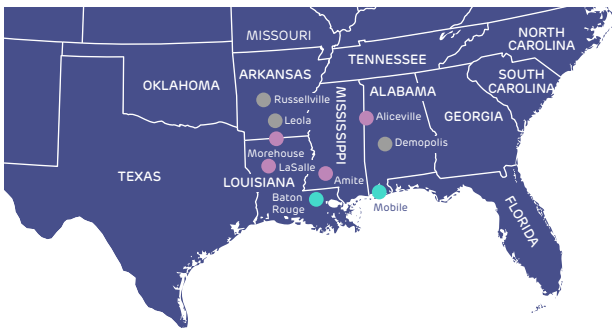 MISSOURI
NORTH
CAROLINA
TENNESSEE
ARKANSAS
SOUTH
CAROLINA
OKLAHOMA
ALABAMA
Russellville
MISSISSIPPI
GEORGIA
Leola
Aliceville
Demopolis
Morehouse
LaSalle
TEXAS
LOUISIANA
Amite
Baton
Rouge
Mobile
FLORIDA